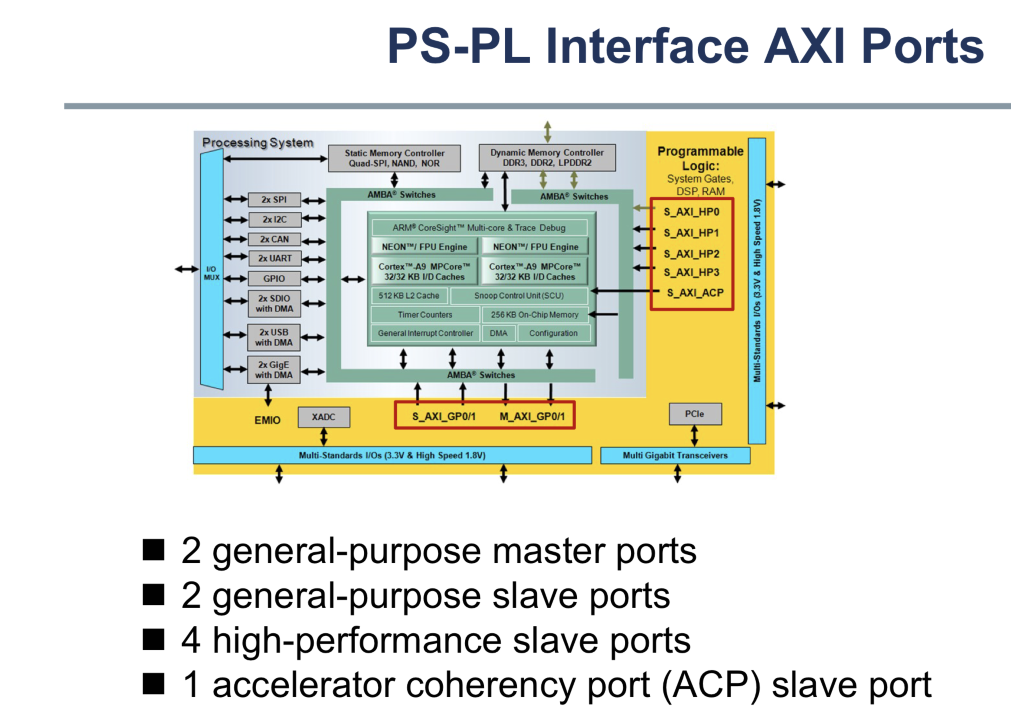 PS-PL Interface AXI Ports
Processing System
Static Memory Controller
Quad-SPI, NAND, NOR
Dynamic Memory Controller
DDR3, DDR2, LPDDR2
Programmable
Logic:
System Gates,
DSP, RAM
AMBA® Switches
AMBA® Switches
I/O
MUX
2x SPI
2x I2C
2x CAN
2x UART
GPIO
2x SDIO
with DMA
2x USB
with DMA
2x GigE
with DMA
ARM® CoreSight™ Multi-core & Trace Debug
NEON™/ FPU Engine
NEON™/ FPU Engine
Cortex™-A9 MPCore™
32/32 KB I/D Caches
Cortex™-A9 MPCore™
32/32 KB I/D Caches
512 KB L2 Cache
Snoop Control Unit (SCU)
Timer Counters
256 KB On-Chip Memory
General Interrupt Controller
DMA
Configuration
AMBA® Switches
S_AXI_HP0
S_AXI_HP1
S_AXI_HP2
S_AXI_HP3
S_AXI_ACP
Multi-Standards I/Os (3.3V & High Speed 1.8V)
EMIO
XADC
S_AXI_GP0/1
M_AXI_GP0/1
PCIe
Multi-Standards I/Os (3.3V & High Speed 1.8V)
Multi Gigabit Transceivers
■ 2 general-purpose master ports
■ 2 general-purpose slave ports
■ 4 high-performance slave ports
■ 1 accelerator coherency port (ACP) slave port